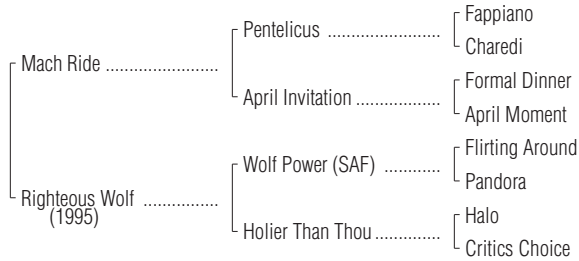 Fappiano
Pentelicus ........................
Charedi
Mach Ride ........................
Formal Dinner
April Invitation ..................
April Moment
Flirting Around
Wolf Power (SAF) ............
Pandora
Righteous Wolf ................
(1995)
Halo
Holier Than Thou ..............
Critics Choice